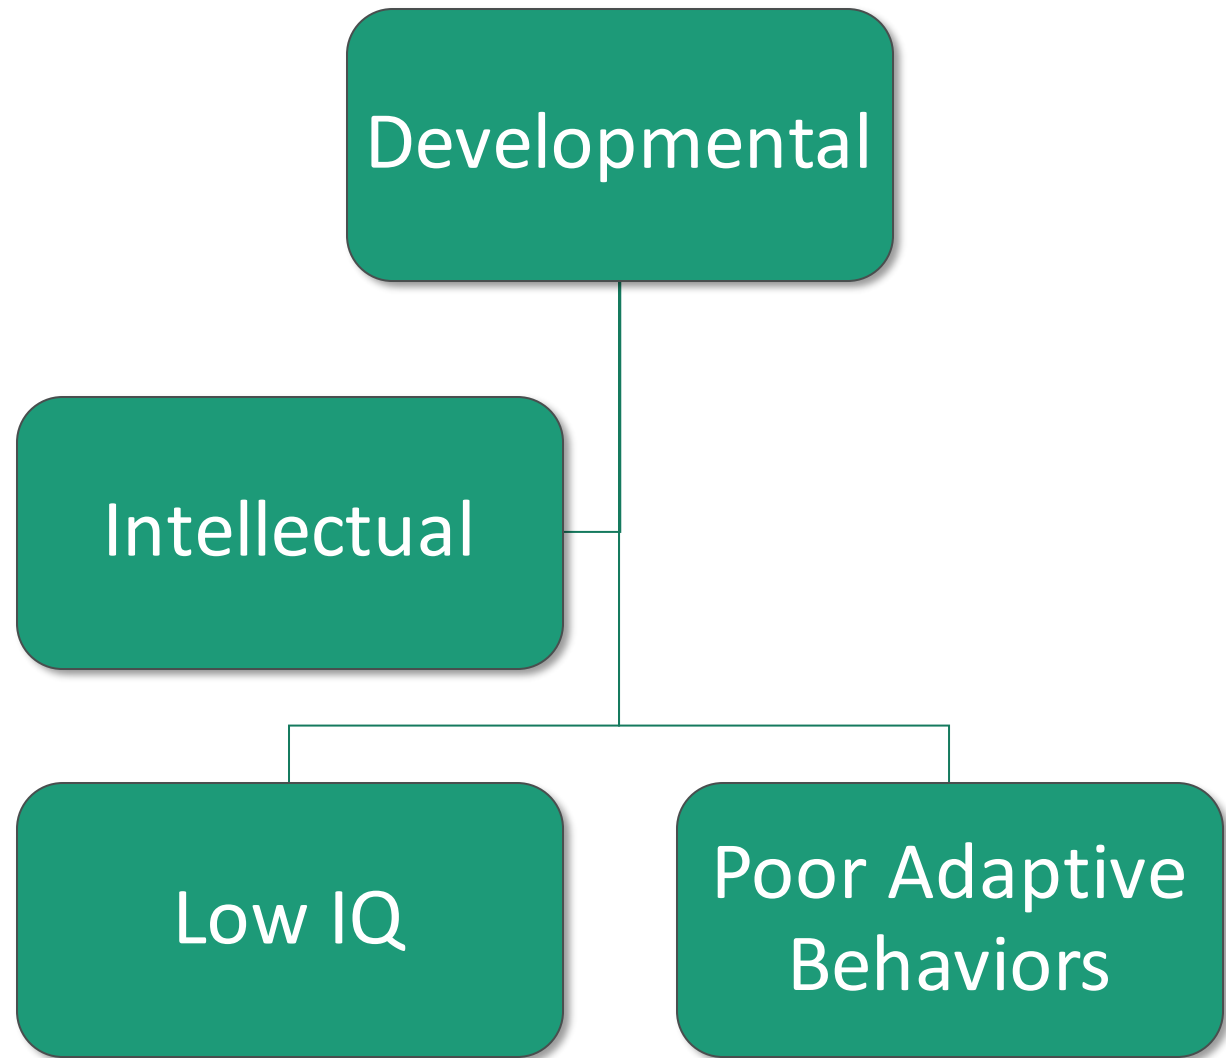 Developmental
Intellectual
Low IQ
Poor Adaptive
Behaviors